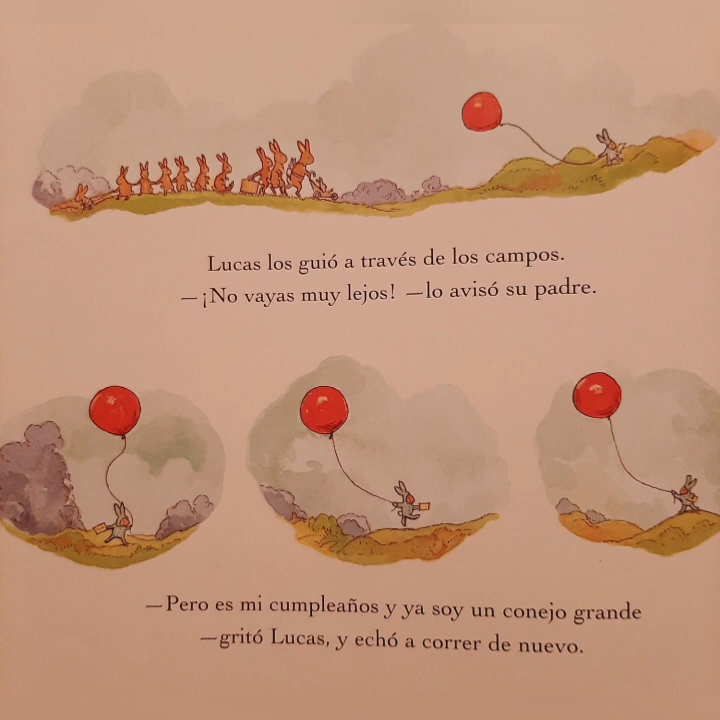 Lucas los guió a través de los campos.
—¡No vayas muy lejos! —lo avisó su padre.
—Pero es mi cumpleaños y ya soy un conejo grande
—gritó Lucas, y echó a correr de nuevo.